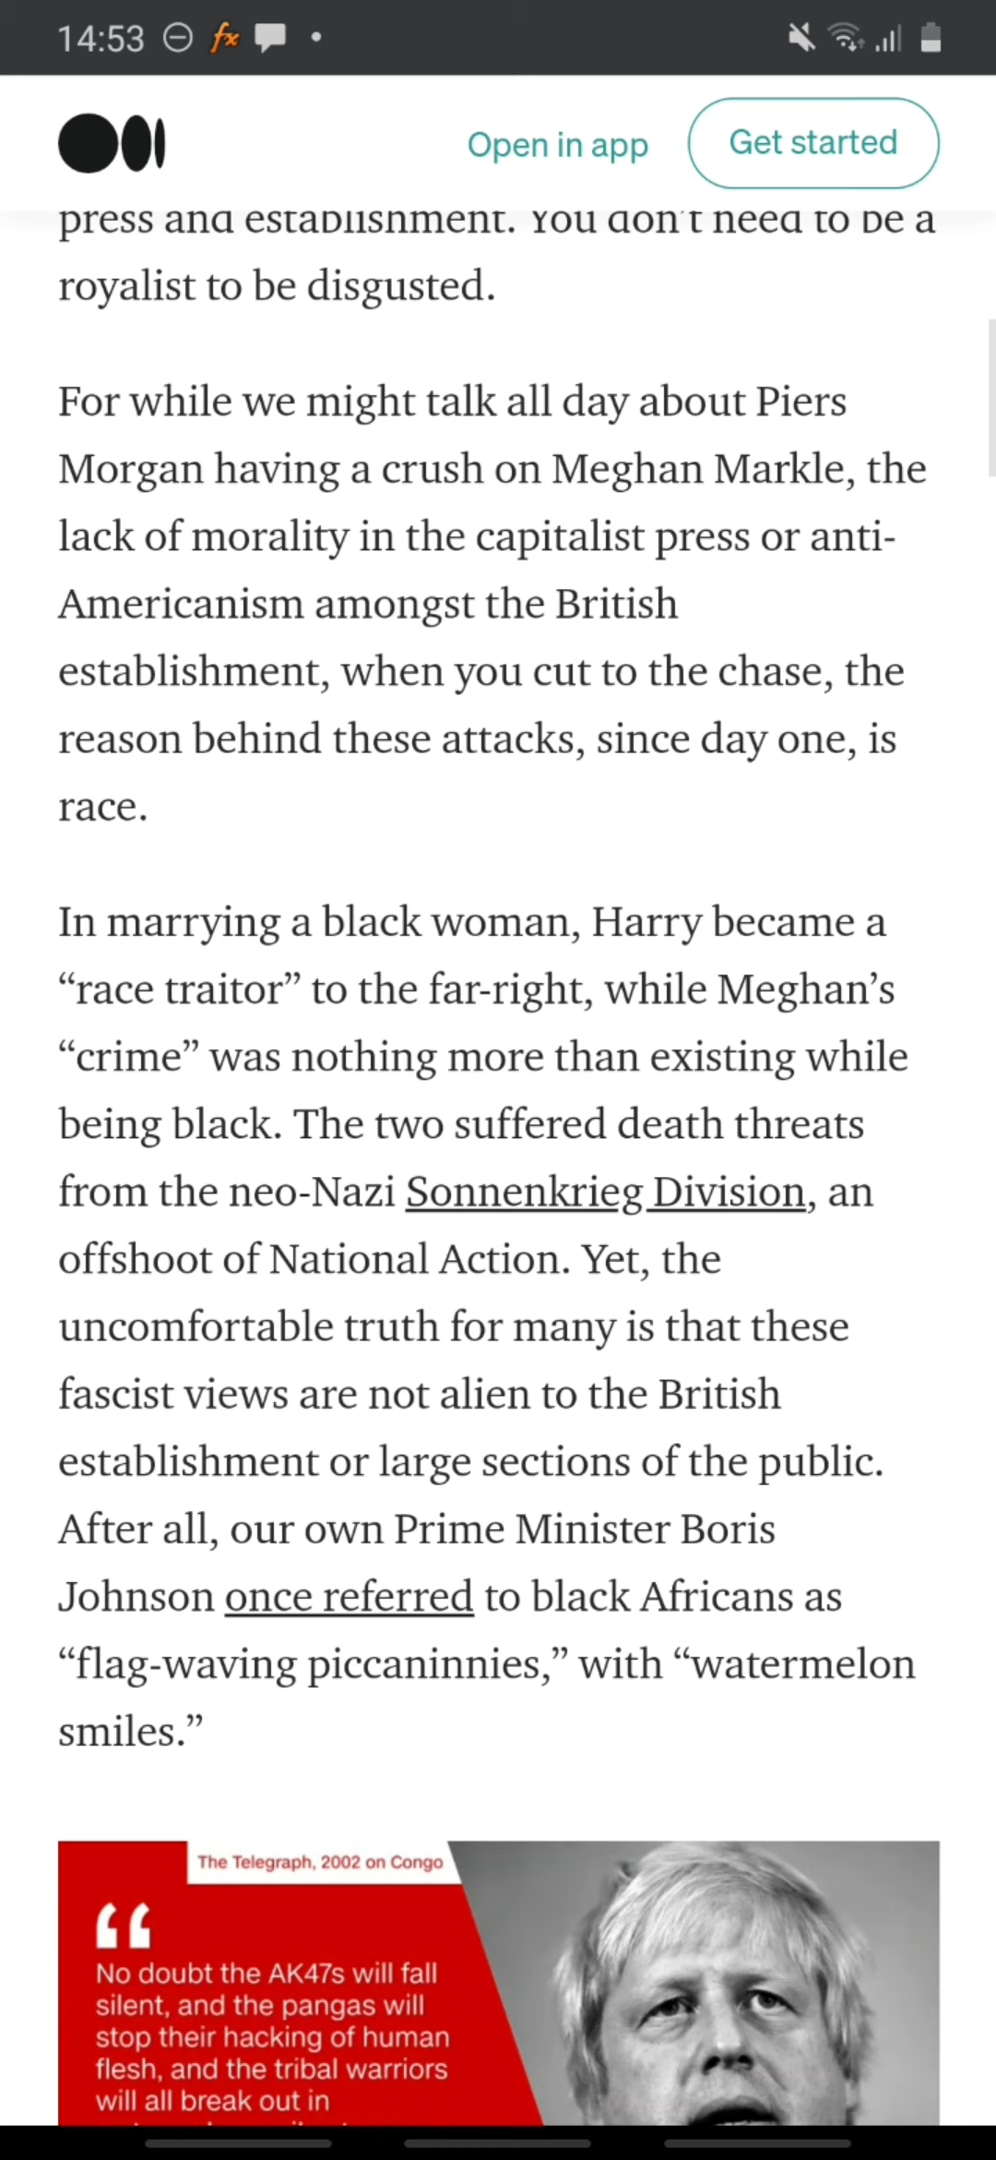 14:53
Open in app
Get started
press and establishment. You don't need to be a
royalist to be disgusted.
For while we might talk all day about Piers
Morgan having a crush on Meghan Markle, the
lack of morality in the capitalist press or anti-
Americanism amongst the British
establishment, when you cut to the chase, the
reason behind these attacks, since day one, is
race.
In marrying a black woman, Harry became a
“race traitor” to the far-right, while Meghan’s
“crime” was nothing more than existing while
being black. The two suffered death threats
from the neo-Nazi Sonnenkrieg Division, an
offshoot of National Action. Yet, the
uncomfortable truth for many is that these
fascist views are not alien to the British
establishment or large sections of the public.
After all, our own Prime Minister Boris
Johnson once referred to black Africans as
“flag-waving piccaninnies,” with “watermelon
smiles.”
The Telegraph, 2002 on Congo
“
No doubt the AK47s will fall
silent, and the pangas will
stop their hacking of human
flesh, and the tribal warriors
will all break out in